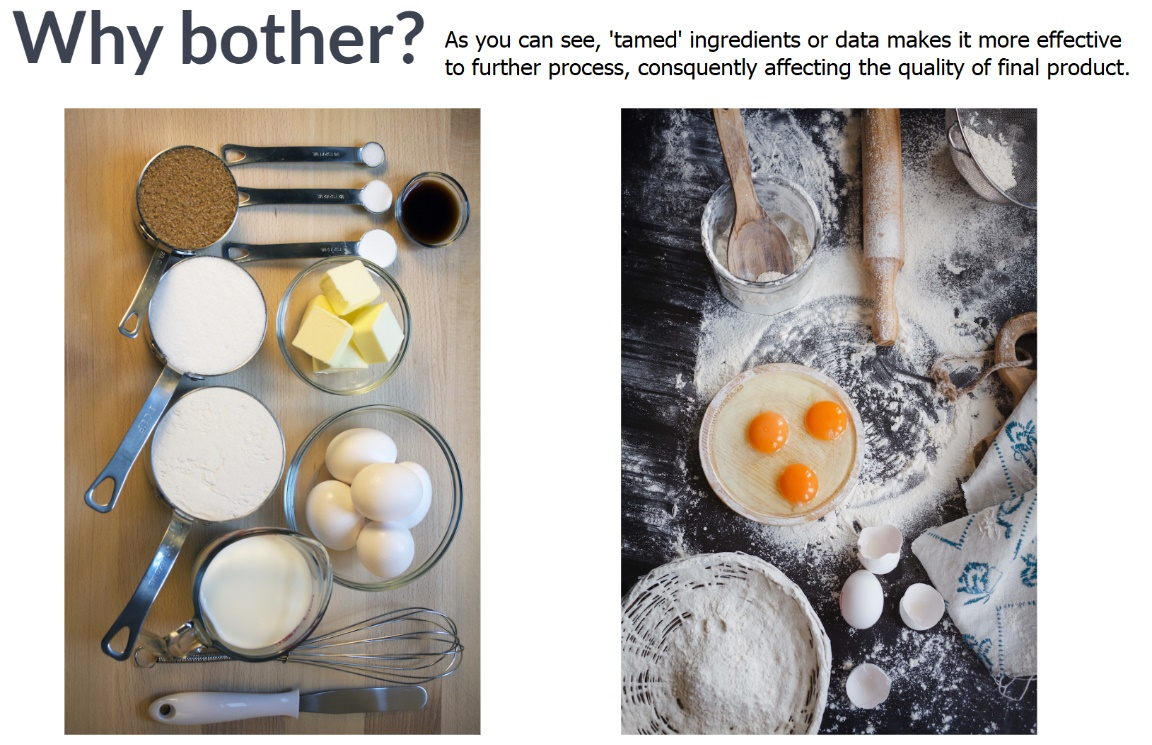 Why bother?
As you can see, 'tamed' ingredients or data makes it more effective
to further process, consquently affecting the quality of final product.